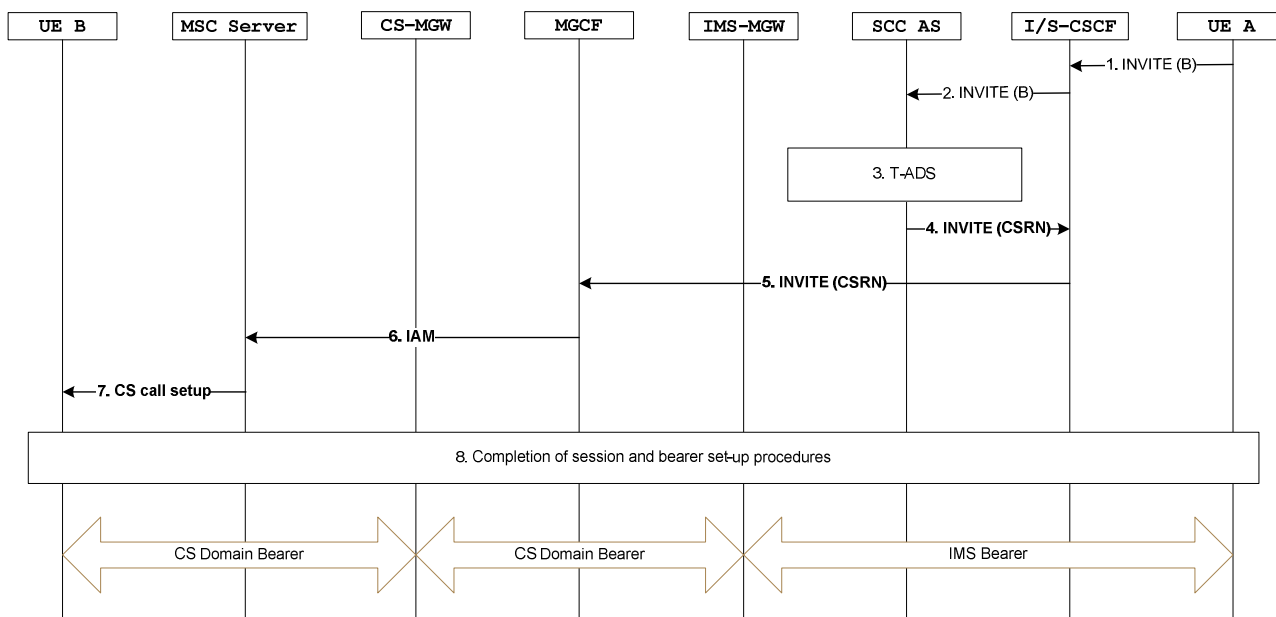 UE B
MSC Server
CS-MGW
MGCF
IMS-MGW
SCC AS
I/S-CSCF
UE A
1. INVITE (B)
2. INVITE (B)
3. T-ADS
4. INVITE (CSRN)
5. INVITE (CSRN)
6. IAM
7. CS call setup
8. Completion of session and bearer set-up procedures
CS Domain Bearer
CS Domain Bearer
IMS Bearer